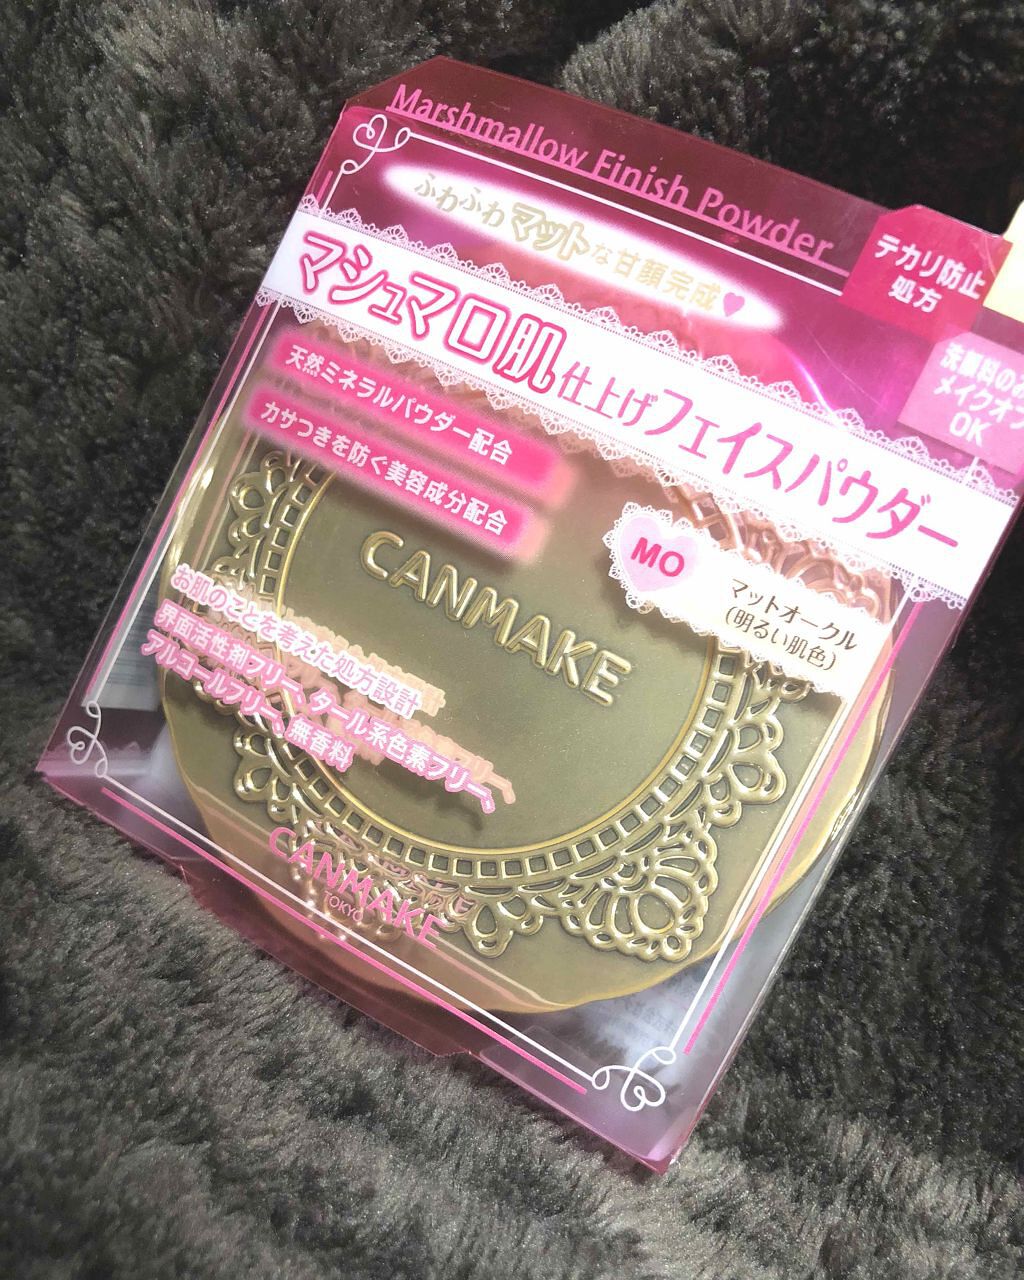 Marshmallow Finish Powder
ふわふわマットな甘顔完成
テカリ防止
処方
マシュマロ肌仕上げフェイスパウダー
洗顔料の
メイクオフ
OK
天然ミネラルパウダー配合
カサつきを防ぐ美容成分配合
MO
マットオークル
(明るい肌色)
CANMAKE
お肌のことを考えた処方設計
界面活性剤フリー、タール系色素フリー、
アルコールフリー、無香料
CANMAKE
TOKYO